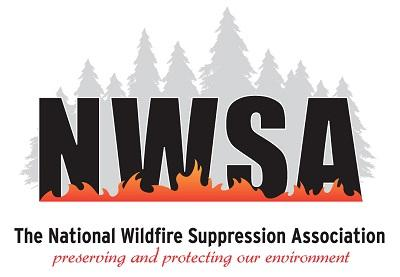 NWSA
The National Wildfire Suppression Association
preserving and protecting our environment